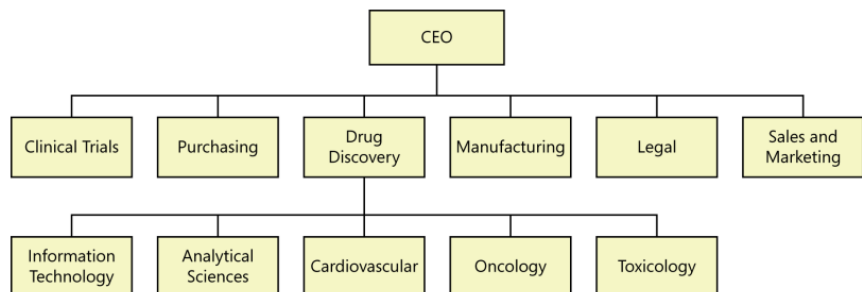 CEO
Clinical Trials
Purchasing
Drug
Discovery
Manufacturing
Legal
Sales and
Marketing
Information
Technology
Analytical
Sciences
Cardiovascular
Oncology
Toxicology